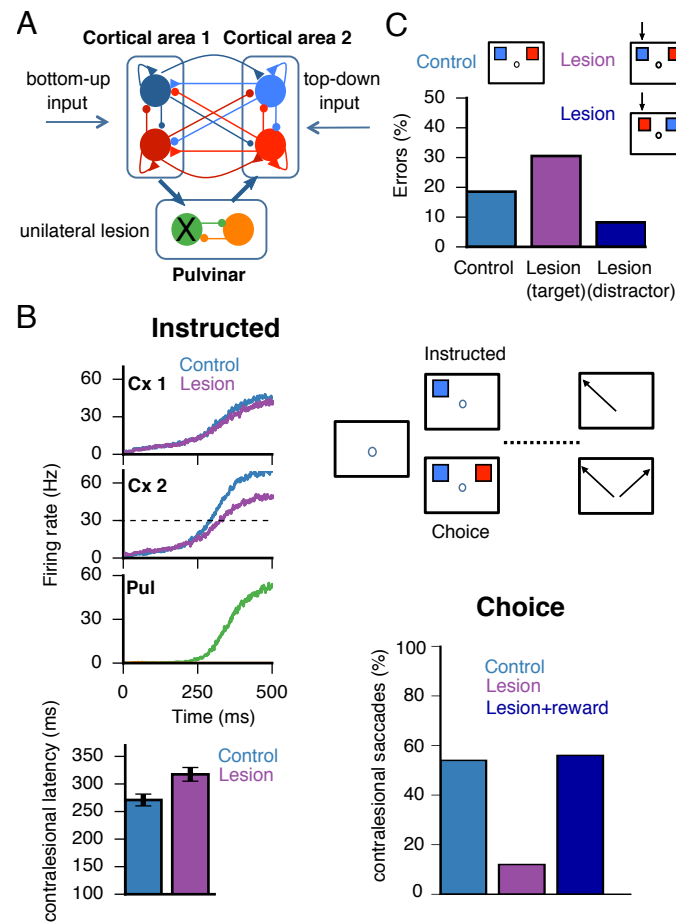 A
Cortical area 1 Cortical area 2
bottom-up
input
top-down
input
unilateral lesion
X
Pulvinar
C
Control
Lesion
Lesion
50
40
30
20
10
0
Errors (%)
Control
Lesion
(target)
Lesion
(distractor)
B
Instructed
Control
Lesion
Cx 1
60
30
0
Cx 2
60
30
0
Pul
60
30
0
Firing rate (Hz)
0 250 500
Time (ms)
contralesional latency (ms)
350
300
250
200
150
100
Control
Lesion
Instructed
Choice
Choice
contralesional saccades (%)
100
80
60
40
20
0
Control
Lesion
Lesion+reward